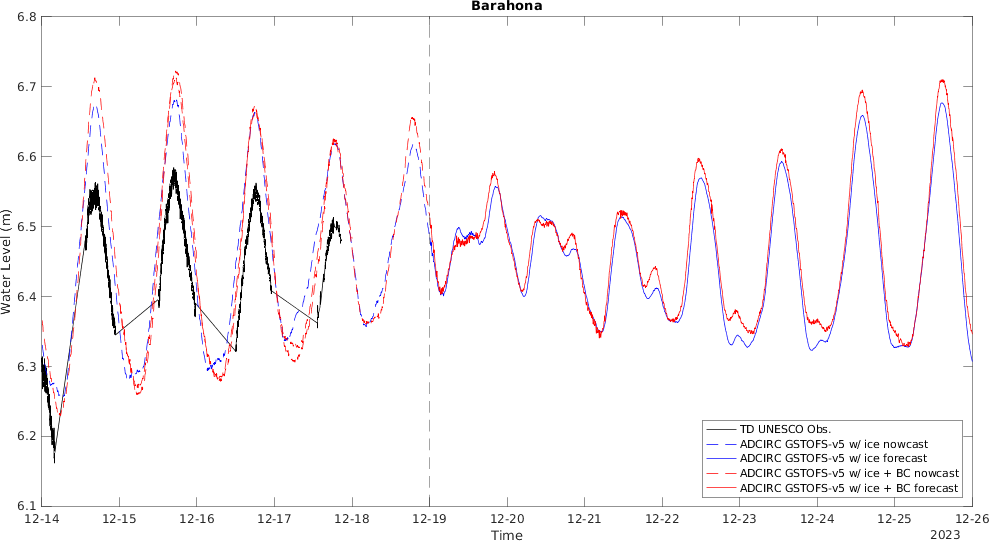 Barahona
6.8
6.7
6.6
6.5
6.4
6.3
6.2
6.1
Water Level (m)
TD UNESCO Obs.
ADCIRC GSTOFS-v5 w/ ice nowcast
ADCIRC GSTOFS-v5 w/ ice forecast
ADCIRC GSTOFS-v5 w/ ice + BC nowcast
ADCIRC GSTOFS-v5 w/ ice + BC forecast
12-14 12-15 12-16 12-17 12-18 12-19 12-20 12-21 12-22 12-23 12-24 12-25 12-26
Time
2023